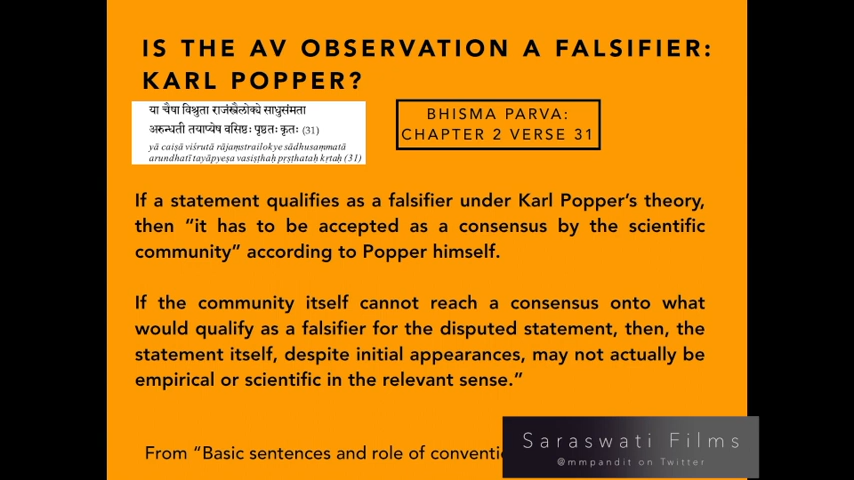 IS THE AV OBSERVATION A FALSIFIER:
KARL POPPER?
या चैषा विश्रुता राजंस्त्रैलोक्ये साधुसंमता
अरुन्धती तयाप्येष वसिष्ठः पृष्ठतः कृतः (31)
yā caiṣā viśrutā rājaṃstrailokye sādhusammatā
arundhatī tayāpyeṣa vasiṣṭhaḥ pṛṣṭhataḥ kṛtaḥ (31)
BHISMA PARVA:
CHAPTER 2 VERSE 31
If a statement qualifies as a falsifier under Karl Popper's theory,
then “it has to be accepted as a consensus by the scientific
community” according to Popper himself.
If the community itself cannot reach a consensus onto what
would qualify as a falsifier for the disputed statement, then, the
statement itself, despite initial appearances, may not actually be
empirical or scientific in the relevant sense.”
From “Basic sentences and role of conventi
Saraswati Films
@mmpandit on Twitter